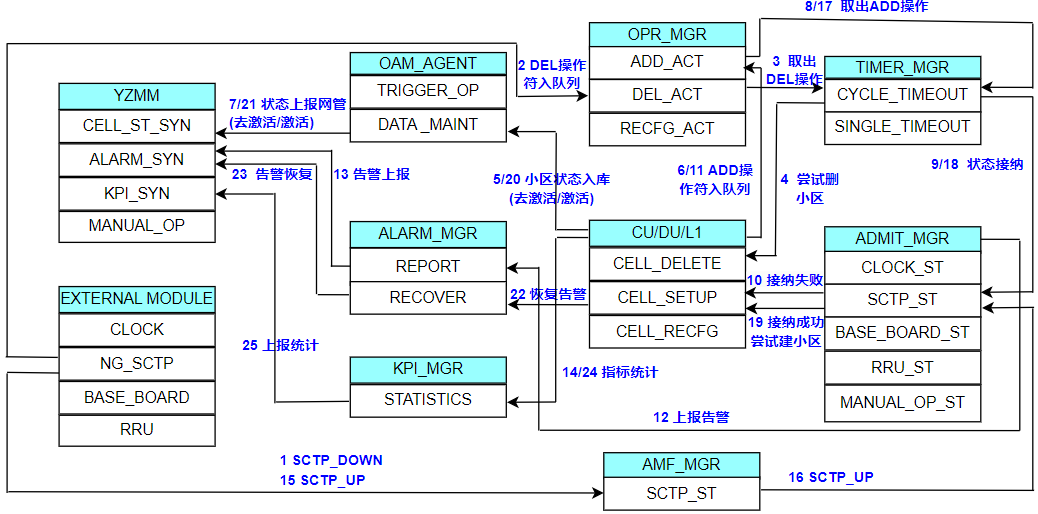 8/17 取出ADD操作
OPR_MGR
ADD_ACT
DEL_ACT
RECFG_ACT
OAM_AGENT
TRIGGER_OP
DATA _MAINT
2 DEL操作
符入队列
3 取出
DEL操作
TIMER_MGR
CYCLE_TIMEOUT
SINGLE_TIMEOUT
YZMM
CELL_ST_SYN
ALARM_SYN
KPI_SYN
MANUAL_OP
7/21 状态上报网管
(去激活/激活)
23 告警恢复
13 告警上报
5/20 小区状态入库
(去激活/激活)
6/11 ADD操
作符入队列
4 尝试删
小区
9/18 状态接纳
ALARM_MGR
REPORT
RECOVER
CU/DU/L1
CELL_DELETE
CELL_SETUP
CELL_RECFG
ADMIT_MGR
CLOCK_ST
SCTP_ST
BASE_BOARD_ST
RRU_ST
MANUAL_OP_ST
10 接纳失败
19 接纳成功
尝试建小区
22 恢复告警
EXTERNAL MODULE
CLOCK
NG_SCTP
BASE_BOARD
RRU
25 上报统计
KPI_MGR
STATISTICS
14/24 指标统计
12 上报告警
1 SCTP_DOWN
15 SCTP_UP
AMF_MGR
SCTP_ST
16 SCTP_UP